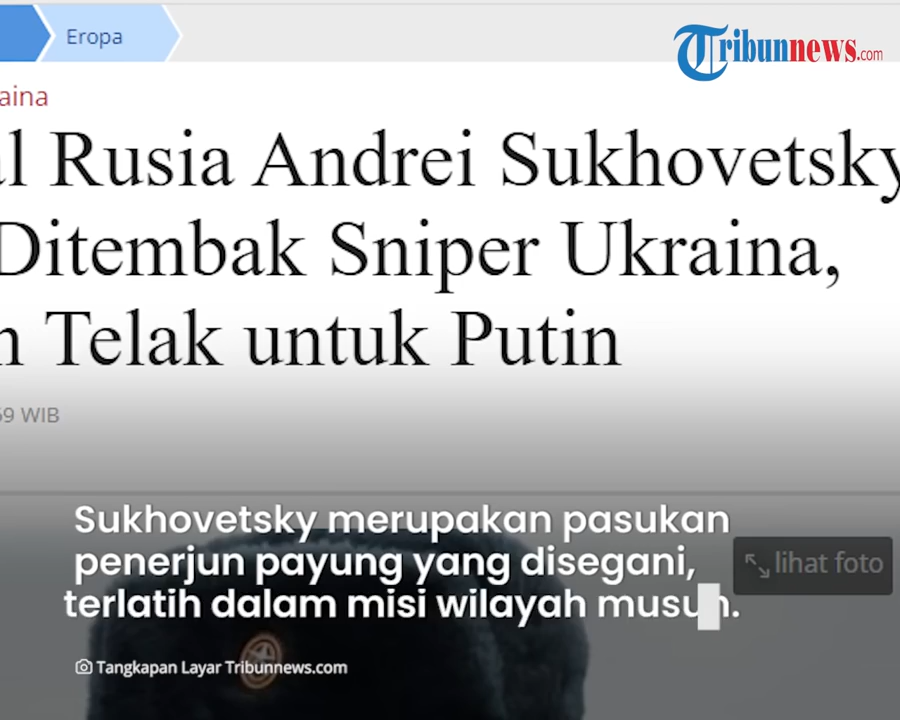 Eropa
Tribunnews.com
aina
al Rusia Andrei Sukhovetsky
Ditembak Sniper Ukraina,
n Telak untuk Putin
59 WIB
Sukhovetsky merupakan pasukan
penerjun payung yang disegani,
lihat foto
terlatih dalam misi wilayah musuh.
Tangkapan Layar Tribunnews.com